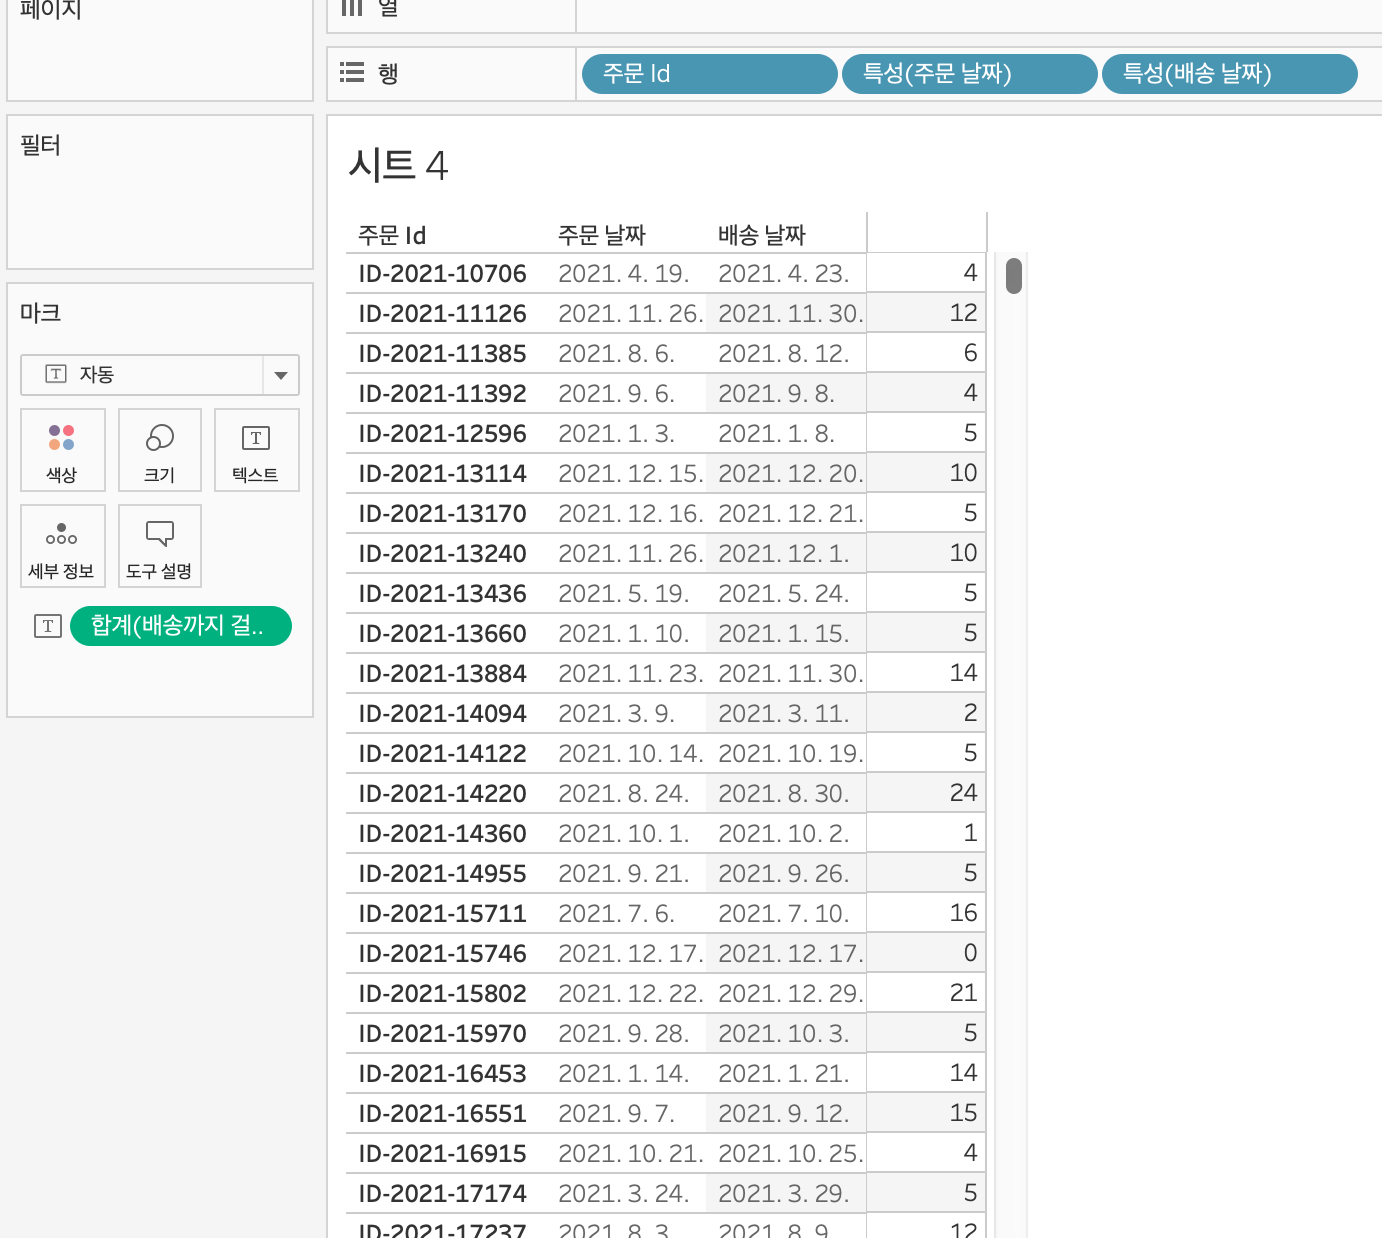 페이지
열
행
주문 Id
특성(주문 날짜)
특성(배송 날짜)
필터
시트 4
마크
자동
색상
크기
텍스트
세부 정보
도구 설명
합계(배송까지 걸..
주문 Id 주문 날짜 배송 날짜
ID-2021-10706 2021. 4. 19. 2021. 4. 23. 4
ID-2021-11126 2021. 11. 26. 2021. 11. 30. 12
ID-2021-11385 2021. 8. 6. 2021. 8. 12. 6
ID-2021-11392 2021. 9. 6. 2021. 9. 8. 4
ID-2021-12596 2021. 1. 3. 2021. 1. 8. 5
ID-2021-13114 2021. 12. 15. 2021. 12. 20. 10
ID-2021-13170 2021. 12. 16. 2021. 12. 21. 5
ID-2021-13240 2021. 11. 26. 2021. 12. 1. 10
ID-2021-13436 2021. 5. 19. 2021. 5. 24. 5
ID-2021-13660 2021. 1. 10. 2021. 1. 15. 5
ID-2021-13884 2021. 11. 23. 2021. 11. 30. 14
ID-2021-14094 2021. 3. 9. 2021. 3. 11. 2
ID-2021-14122 2021. 10. 14. 2021. 10. 19. 5
ID-2021-14220 2021. 8. 24. 2021. 8. 30. 24
ID-2021-14360 2021. 10. 1. 2021. 10. 2. 1
ID-2021-14955 2021. 9. 21. 2021. 9. 26. 5
ID-2021-15711 2021. 7. 6. 2021. 7. 10. 16
ID-2021-15746 2021. 12. 17. 2021. 12. 17. 0
ID-2021-15802 2021. 12. 22. 2021. 12. 29. 21
ID-2021-15970 2021. 9. 28. 2021. 10. 3. 5
ID-2021-16453 2021. 1. 14. 2021. 1. 21. 14
ID-2021-16551 2021. 9. 7. 2021. 9. 12. 15
ID-2021-16915 2021. 10. 21. 2021. 10. 25. 4
ID-2021-17174 2021. 3. 24. 2021. 3. 29. 5
ID-2021-17237 2021. 8. 3. 2021. 8. 9. 12